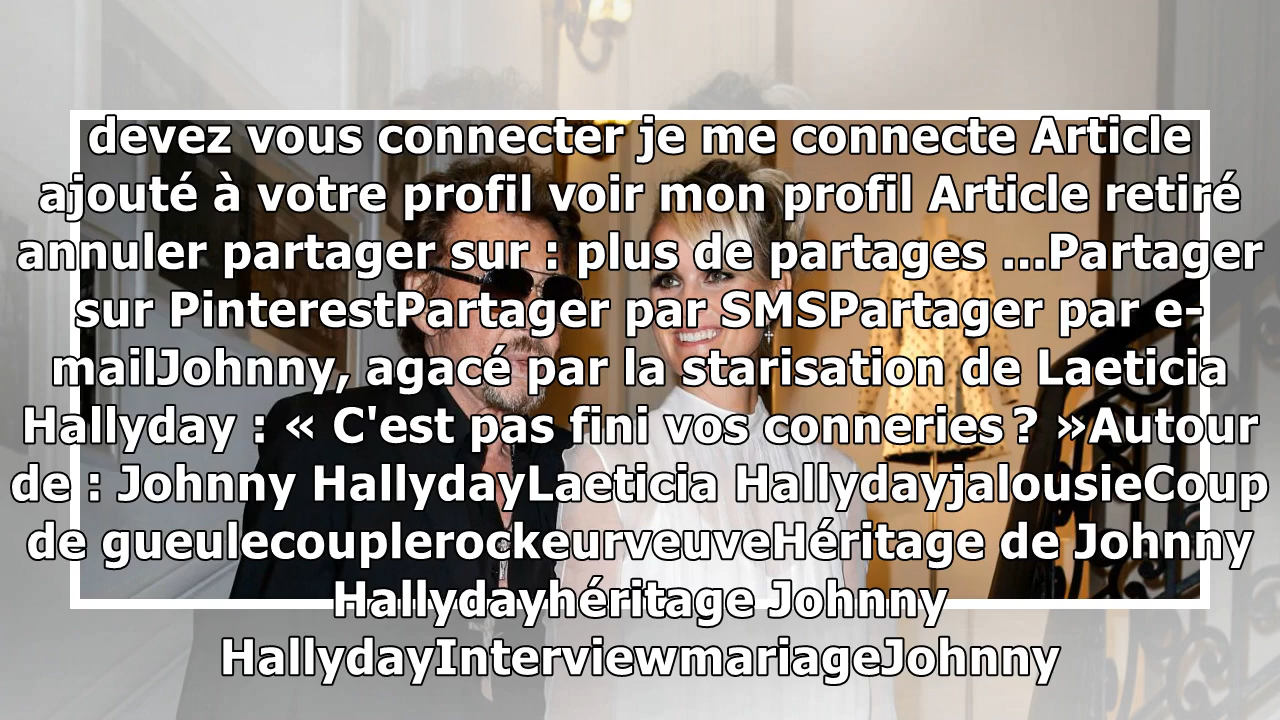 devez vous connecter je me connecte Article
ajouté à votre profil voir mon profil Article retiré
annuler partager sur : plus de partages ...Partager
sur PinterestPartager par SMSPartager par e-
mailJohnny, agacé par la starisation de Laeticia
Hallyday : « C'est pas fini vos conneries ? »Autour
de : Johnny HallydayLaeticia HallydayjalousieCoup
de gueulecouplerockeurveuveHéritage de Johnny
Hallydayhéritage Johnny
HallydayInterviewmariageJohnny